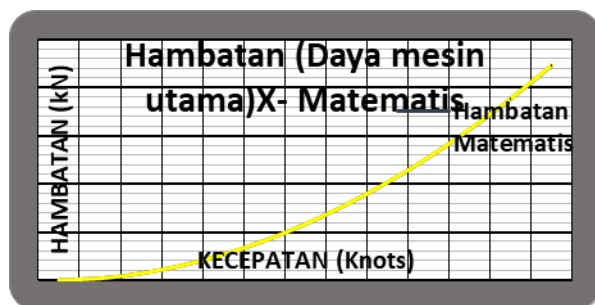 Hambatan (Daya mesin
utama)X- Matematis
Hambatan
Matematis
HAMBATAN (kN)
KECEPATAN (Knots)